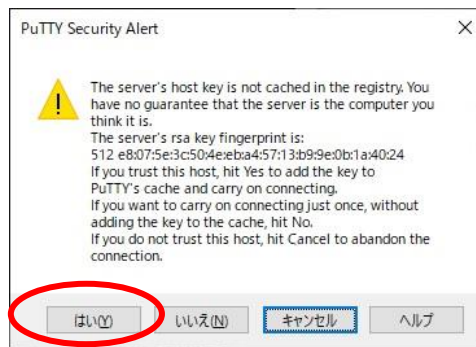 PuTTY Security Alert
The server's host key is not cached in the registry. You
have no guarantee that the server is the computer you
think it is.
The server's rsa key fingerprint is:
512 e8:07:5e:3c:50:4e:eb:a4:57:13:b9:9e:0b:1a:40:24
If you trust this host, hit Yes to add the key to
PuTTY's cache and carry on connecting.
If you want to carry on connecting just once, without
adding the key to the cache, hit No.
If you do not trust this host, hit Cancel to abandon the
connection.
はい(Y) いいえ(N) キャンセル ヘルプ